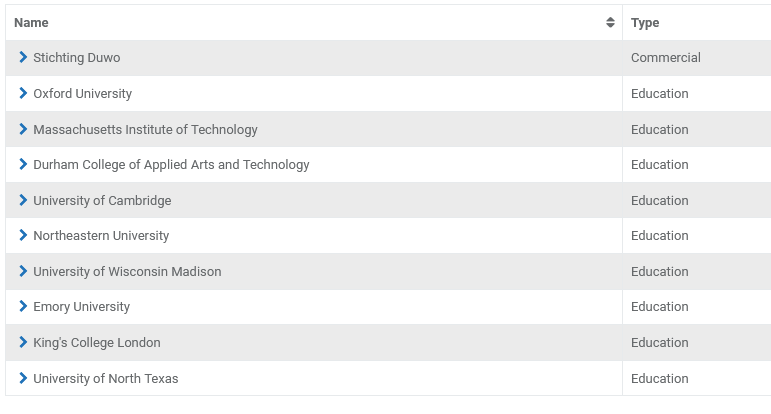 Name Type
Stichting Duwo Commercial
Oxford University Education
Massachusetts Institute of Technology Education
Durham College of Applied Arts and Technology Education
University of Cambridge Education
Northeastern University Education
University of Wisconsin Madison Education
Emory University Education
King's College London Education
University of North Texas Education